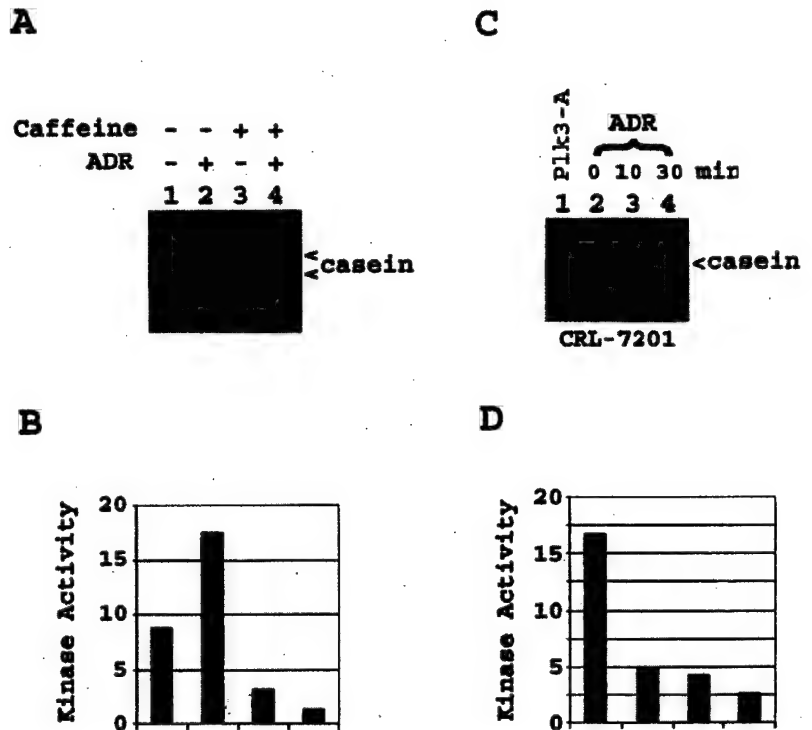 A
Caffeine - - + +
ADR - + - +
1 2 3 4
casein
C
Plk3-A
ADR
0 10 30 min
1 2 3 4
<casein
CRL-7201
B
Kinase Activity
20
15
10
5
0
D
Kinase Activity
20
15
10
5
0